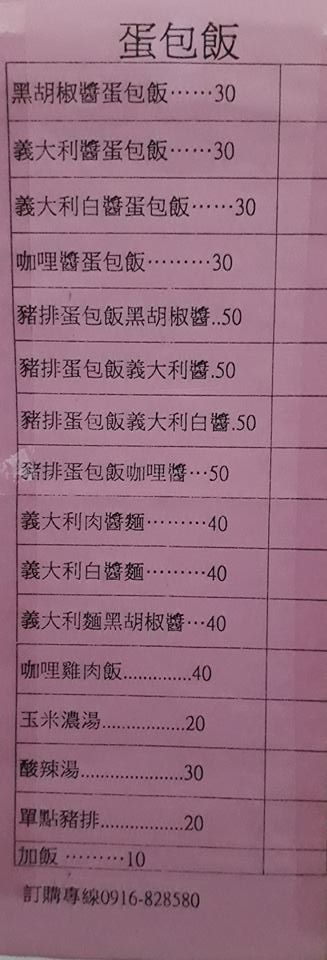 蛋包飯
黑胡椒醬蛋包飯……30
義大利醬蛋包飯……30
義大利白醬蛋包飯……30
咖哩醬蛋包飯………30
豬排蛋包飯黑胡椒醬..50
豬排蛋包飯義大利醬.50
豬排蛋包飯義大利白醬.50
豬排蛋包飯咖哩醬…50
義大利肉醬麵………40
義大利白醬麵………40
義大利麵黑胡椒醬…40
咖哩雞肉飯..............40
玉米濃湯.................20
酸辣湯.....................30
單點豬排.................20
加飯 ………10
訂購專線0916-828580